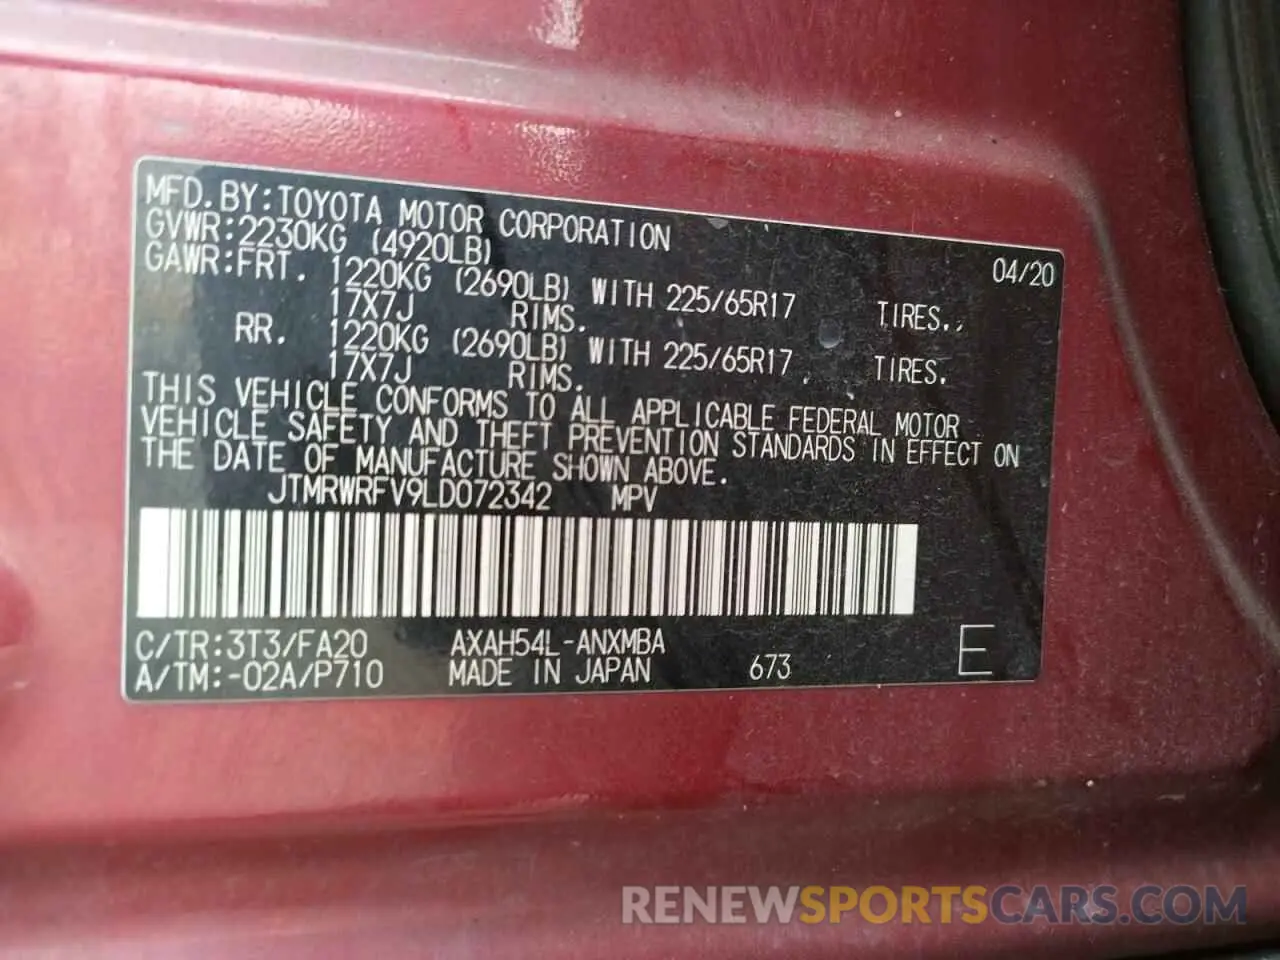 MFD. BY: TOYOTA MOTOR CORPORATION 04/20
GVWR: 2230KG (4920LB)
GAWR: FRT. 1220KG (2690LB) WITH 225/65R17 TIRES.,
17X7J RIMS.
RR. 1220KG (2690LB) WITH 225/65R17 TIRES.
17X7J RIMS.
THIS VEHICLE CONFORMS TO ALL APPLICABLE FEDERAL MOTOR
VEHICLE SAFETY AND THEFT PREVENTION STANDARDS IN EFFECT ON
THE DATE OF MANUFACTURE SHOWN ABOVE.
JTMRWRFV9LD072342 MPV
C/TR: 3T3/FA20 AXAH54L-ANXMBA
A/TM: -02A/P710 MADE IN JAPAN 673 E
RENEWSPORTSCARS.COM